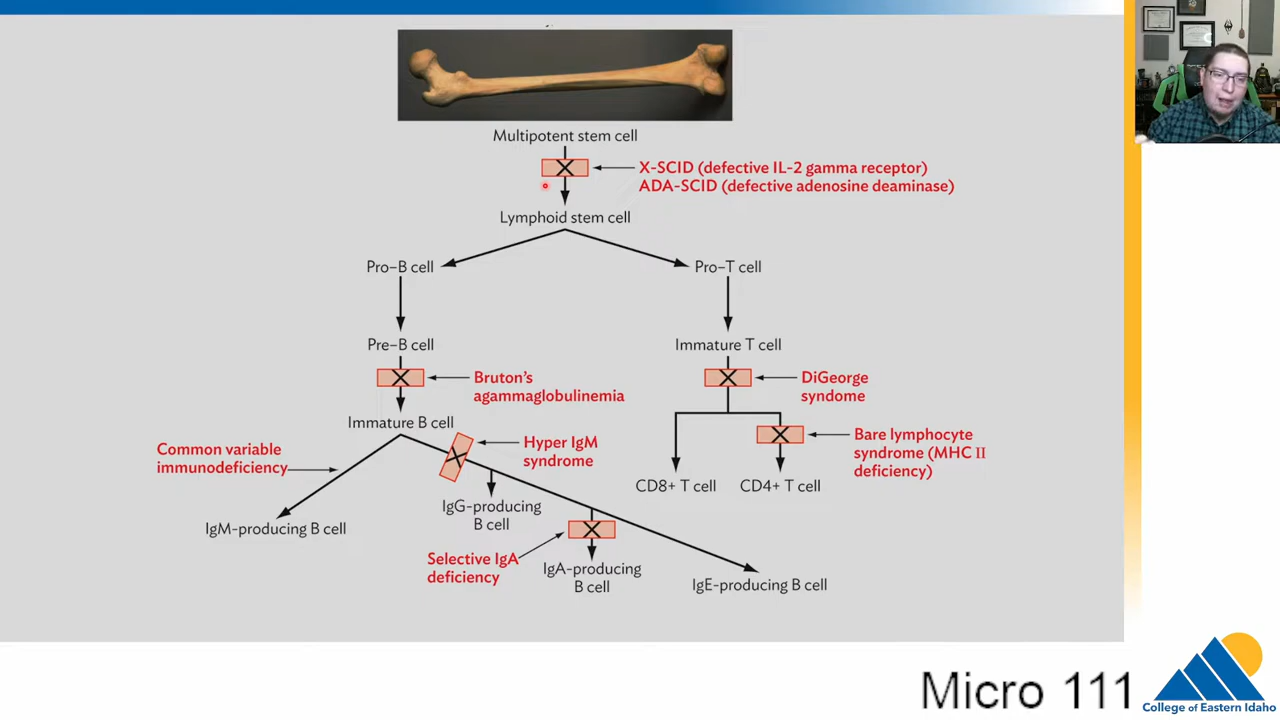 Multipotent stem cell
X-SCID (defective IL-2 gamma receptor)
ADA-SCID (defective adenosine deaminase)
Lymphoid stem cell
Pro–B cell
Pro–T cell
Pre–B cell
Immature T cell
Bruton's
agammaglobulinemia
DiGeorge
syndome
Immature B cell
Common variable
immunodeficiency
Hyper IgM
syndrome
Bare lymphocyte
syndrome (MHC II
deficiency)
CD8+ T cell
CD4+ T cell
IgG-producing
B cell
IgM-producing B cell
Selective IgA
deficiency
IgA-producing
B cell
IgE-producing B cell
Micro 111
College of Eastern Idaho